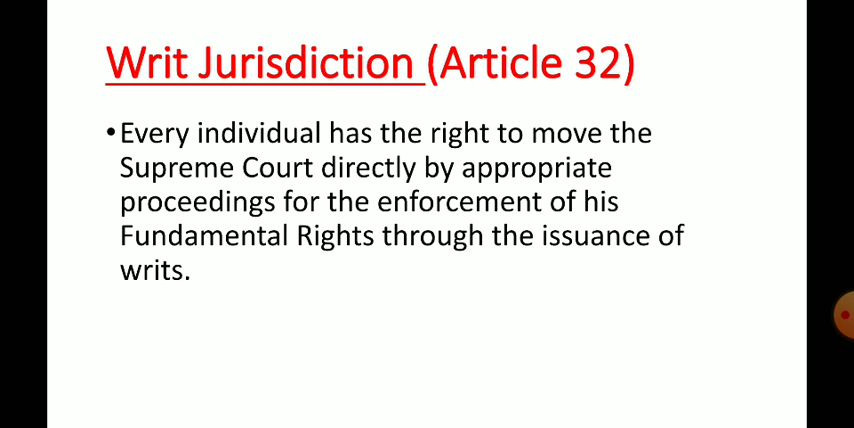 Writ Jurisdiction (Article 32)
•Every individual has the right to move the
Supreme Court directly by appropriate
proceedings for the enforcement of his
Fundamental Rights through the issuance of
writs.